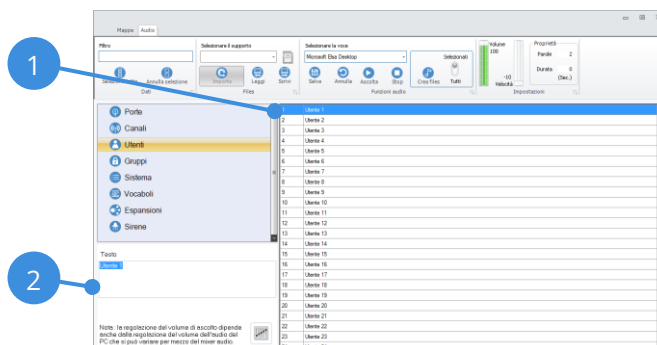 Mappe Audio
Filtro
Selezionare il supporto
Selezionare la voce
Microsoft Elsa Desktop
Selezionati
Volume
100
-10
Velocità
Proprietà
Parole 2
Durata 0
(Sec.)
Annulla selezione
Importa
Leggi
Scrivi
Salva
Annulla
Ascolta
Stop
Crea files
Tutti
Dati
Files
Funzioni audio
Impostazioni
1
Porte
Canali
Utenti
Gruppi
Sistema
Vocaboli
Espansioni
Sirene
1 Utente 1
2 Utente 2
3 Utente 3
4 Utente 4
5 Utente 5
6 Utente 6
7 Utente 7
8 Utente 8
9 Utente 9
10 Utente 10
11 Utente 11
12 Utente 12
13 Utente 13
14 Utente 14
15 Utente 15
16 Utente 16
17 Utente 17
18 Utente 18
19 Utente 19
20 Utente 20
21 Utente 21
22 Utente 22
23 Utente 23
Testo
Utente 1
2
Note: la regolazione del volume di ascolto dipende
anche dalla regolazione del volume dell'audio del
PC che si può variare per mezzo del mixer audio.